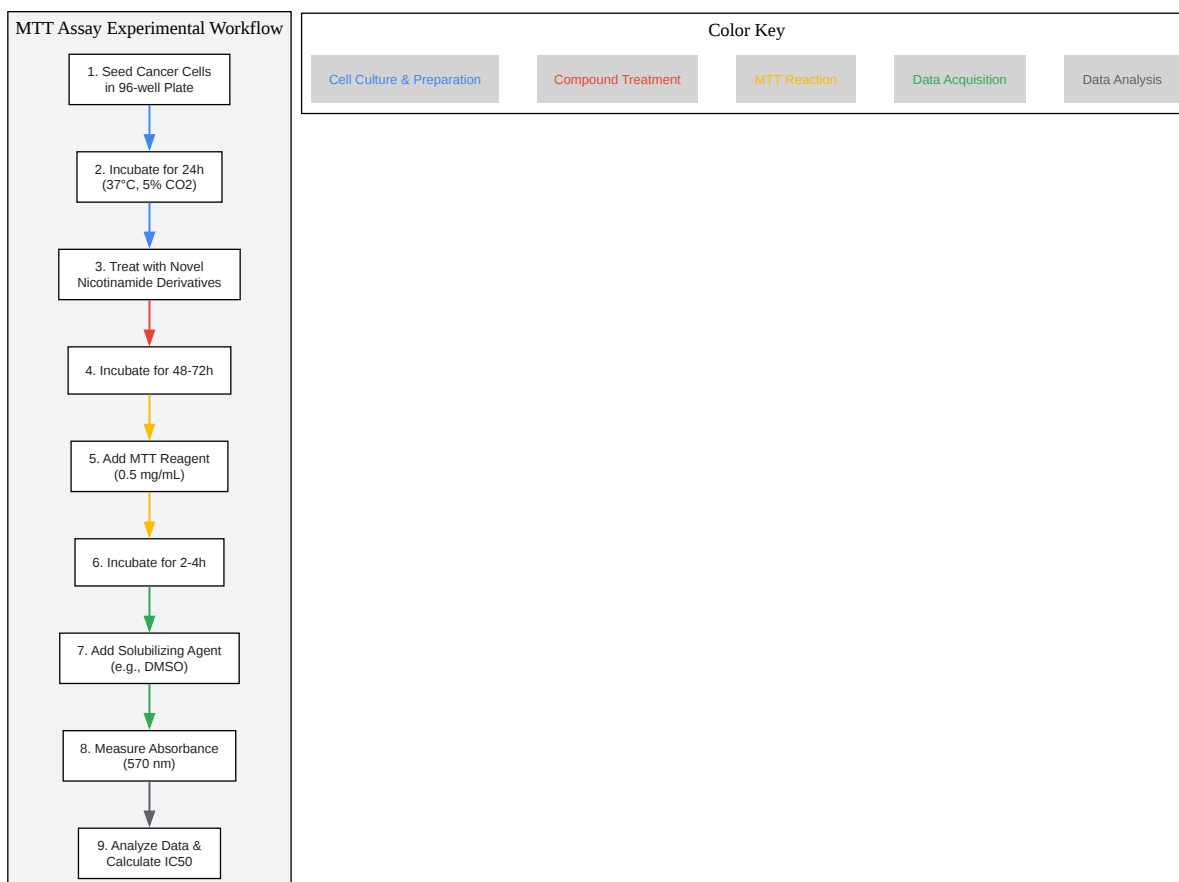 MTT Assay Experimental Workflow
1. Seed Cancer Cells
in 96-well Plate
2. Incubate for 24h
(37°C, 5% CO2)
3. Treat with Novel
Nicotinamide Derivatives
4. Incubate for 48-72h
5. Add MTT Reagent
(0.5 mg/mL)
6. Incubate for 2-4h
7. Add Solubilizing Agent
(e.g., DMSO)
8. Measure Absorbance
(570 nm)
9. Analyze Data &
Calculate IC50
Color Key
Cell Culture & Preparation
Compound Treatment
MTT Reaction
Data Acquisition
Data Analysis